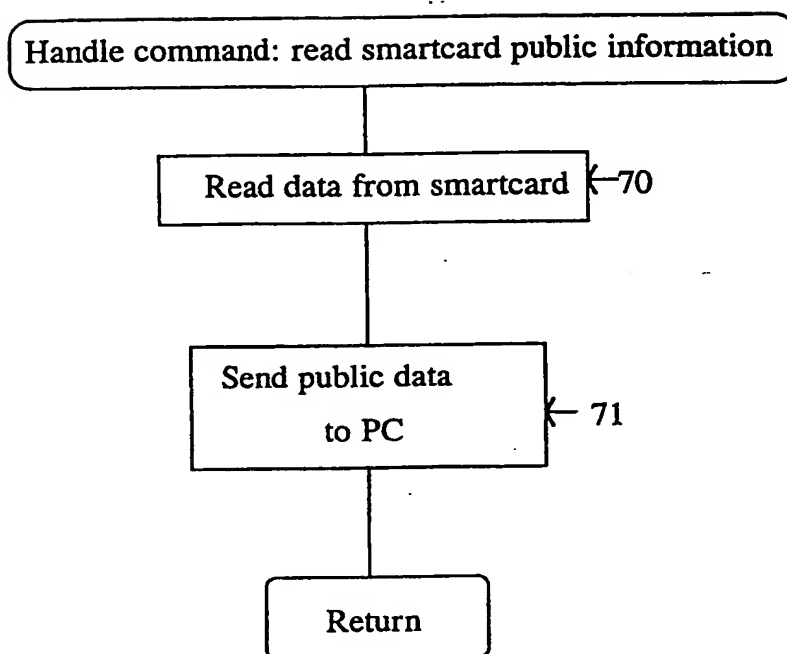 Handle command: read smartcard public information
Read data from smartcard
70
Send public data
to PC
71
Return